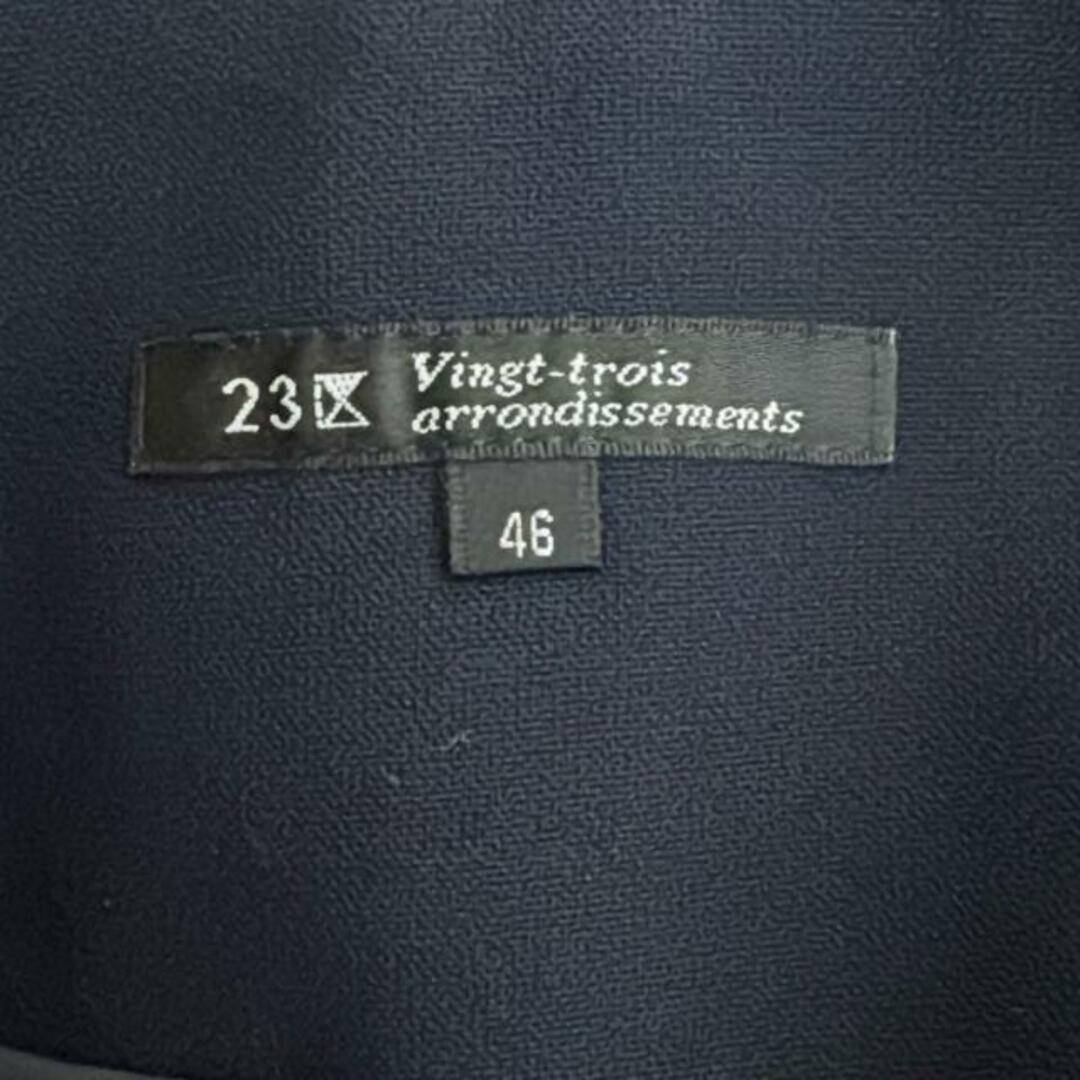 23区 Vingt-trois
arrondissements
46